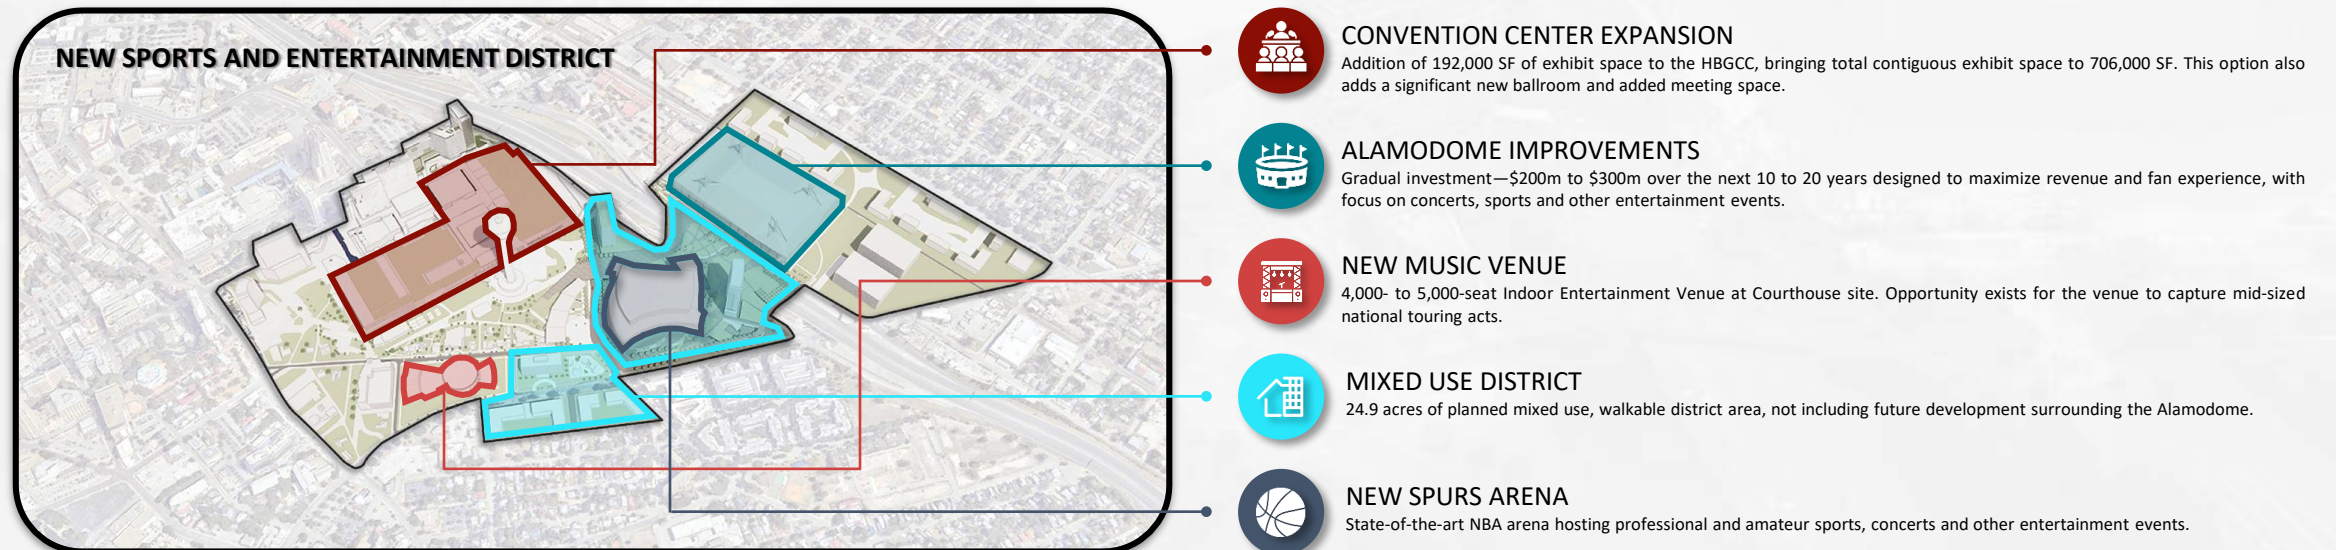 NEW SPORTS AND ENTERTAINMENT DISTRICT
CONVENTION CENTER EXPANSION
Addition of 192,000 SF of exhibit space to the HBGCC, bringing total contiguous exhibit space to 706,000 SF. This option also
adds a significant new ballroom and added meeting space.
ALAMODOME IMPROVEMENTS
Gradual investment—$200m to $300m over the next 10 to 20 years designed to maximize revenue and fan experience, with
focus on concerts, sports and other entertainment events.
NEW MUSIC VENUE
4,000- to 5,000-seat Indoor Entertainment Venue at Courthouse site. Opportunity exists for the venue to capture mid-sized
national touring acts.
MIXED USE DISTRICT
24.9 acres of planned mixed use, walkable district area, not including future development surrounding the Alamodome.
NEW SPURS ARENA
State-of-the-art NBA arena hosting professional and amateur sports, concerts and other entertainment events.